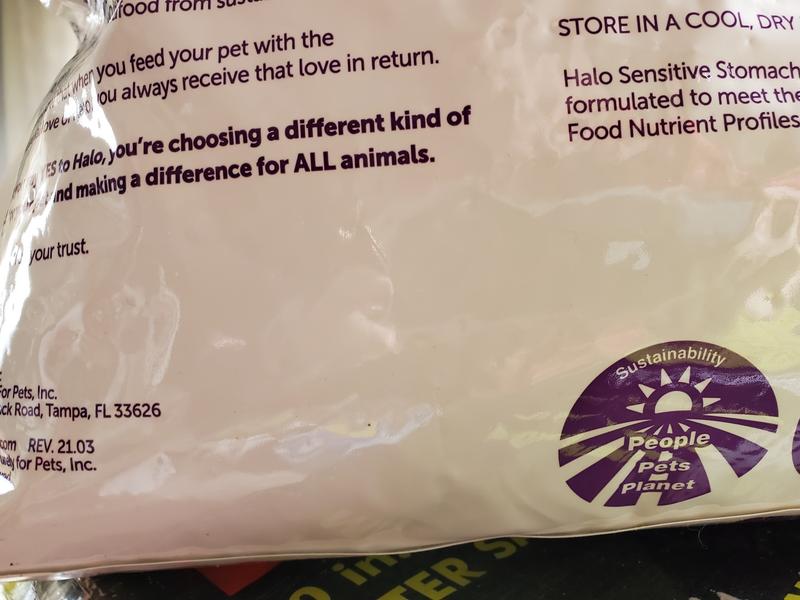 food from
when you feed your pet with the
you always receive that love in return.
YES to Halo, you're choosing a different kind of
and making a difference for ALL animals.
your trust.
For Pets, Inc.
ck Road, Tampa, FL 33626
com REV. 21.03
for Pets, Inc.
STORE IN A COOL, DRY
Halo Sensitive Stomach
formulated to meet the
Food Nutrient Profiles
Sustainability
People
Pets
Planet